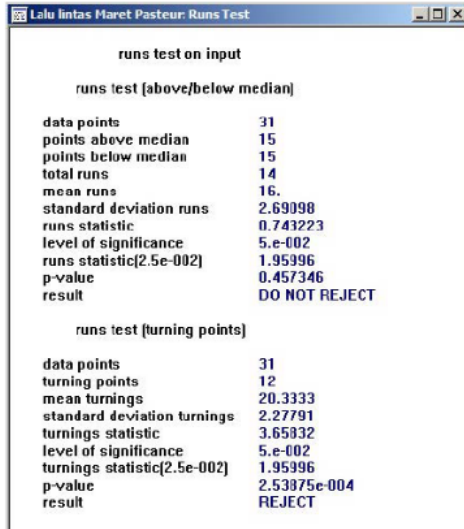 Lalu lintas Maret Pasteur: Runs Test
runs test on input
runs test (above/below median)
data points 31
points above median 15
points below median 15
total runs 14
mean runs 16.
standard deviation runs 2.69098
runs statistic 0.743223
level of significance 5.e-002
runs statistic(2.5e-002) 1.95996
p-value 0.457346
result DO NOT REJECT
runs test (turning points)
data points 31
turning points 12
mean turnings 20.3333
standard deviation turnings 2.27791
turnings statistic 3.65832
level of significance 5.e-002
turnings statistic(2.5e-002) 1.95996
p-value 2.53875e-004
result REJECT